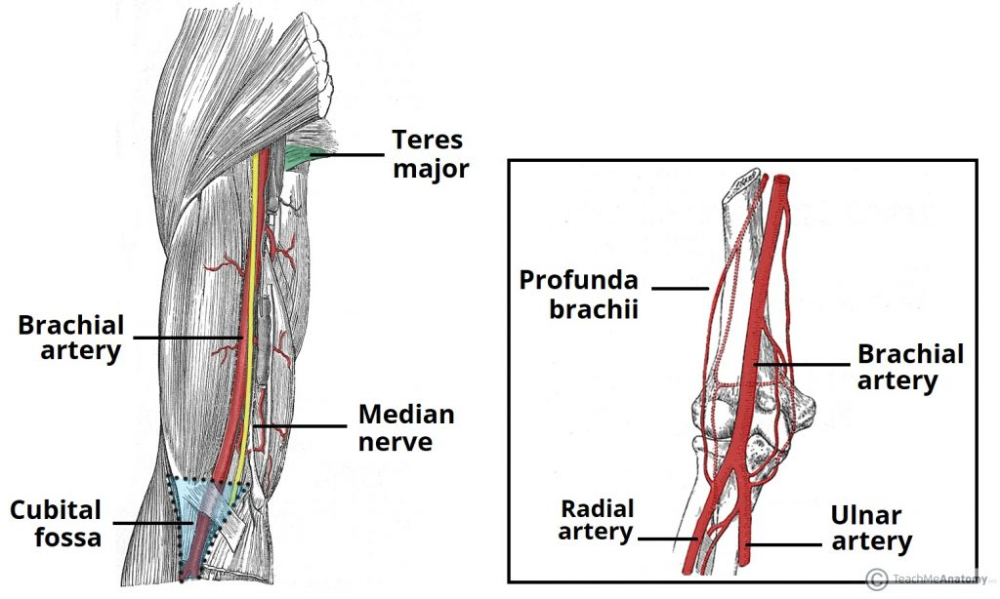 Teres
major
Brachial
artery
Median
nerve
Cubital
fossa
Profunda
brachii
Brachial
artery
Radial
artery
Ulnar
artery
© TeachMeAnatomy